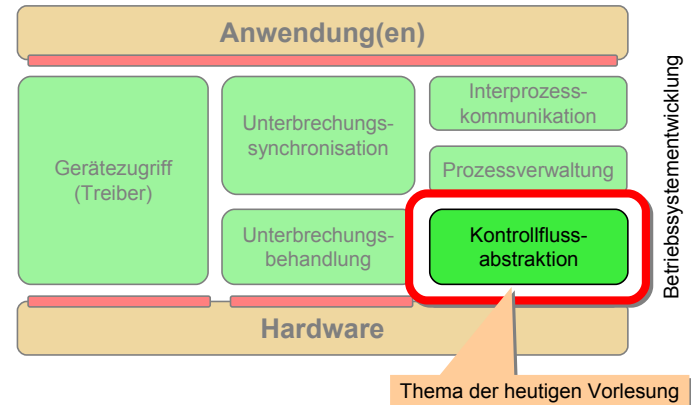 Anwendung(en)
Gerätezugriff
(Treiber)
Unterbrechungs-
synchronisation
Unterbrechungs-
behandlung
Interprozess-
kommunikation
Prozessverwaltung
Kontrollfluss-
abstraktion
Hardware
Betriebssystementwicklung
Thema der heutigen Vorlesung